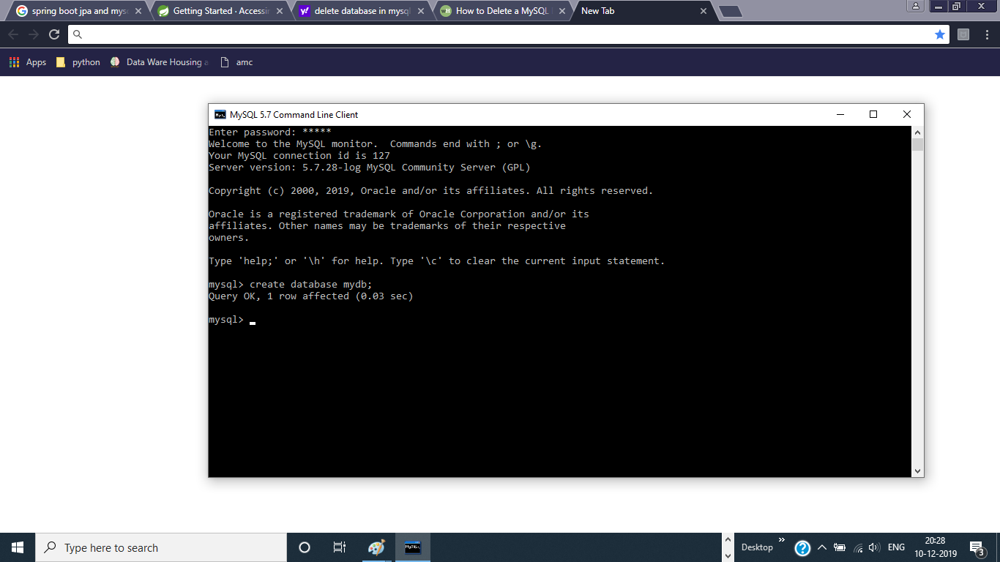 spring boot jpa and mys
Getting Started · Accessi
delete database in mysql
How to Delete a MySQL
New Tab
Apps
python
Data Ware Housing a
amc
MySQL 5.7 Command Line Client
Enter password: *****
Welcome to the MySQL monitor.  Commands end with ; or \g.
Your MySQL connection id is 127
Server version: 5.7.28-log MySQL Community Server (GPL)
Copyright (c) 2000, 2019, Oracle and/or its affiliates. All rights reserved.
Oracle is a registered trademark of Oracle Corporation and/or its
affiliates. Other names may be trademarks of their respective
owners.
Type 'help;' or '\h' for help. Type '\c' to clear the current input statement.
mysql> create database mydb;
Query OK, 1 row affected (0.03 sec)
mysql>
Type here to search
Desktop
ENG
20:28
10-12-2019
3